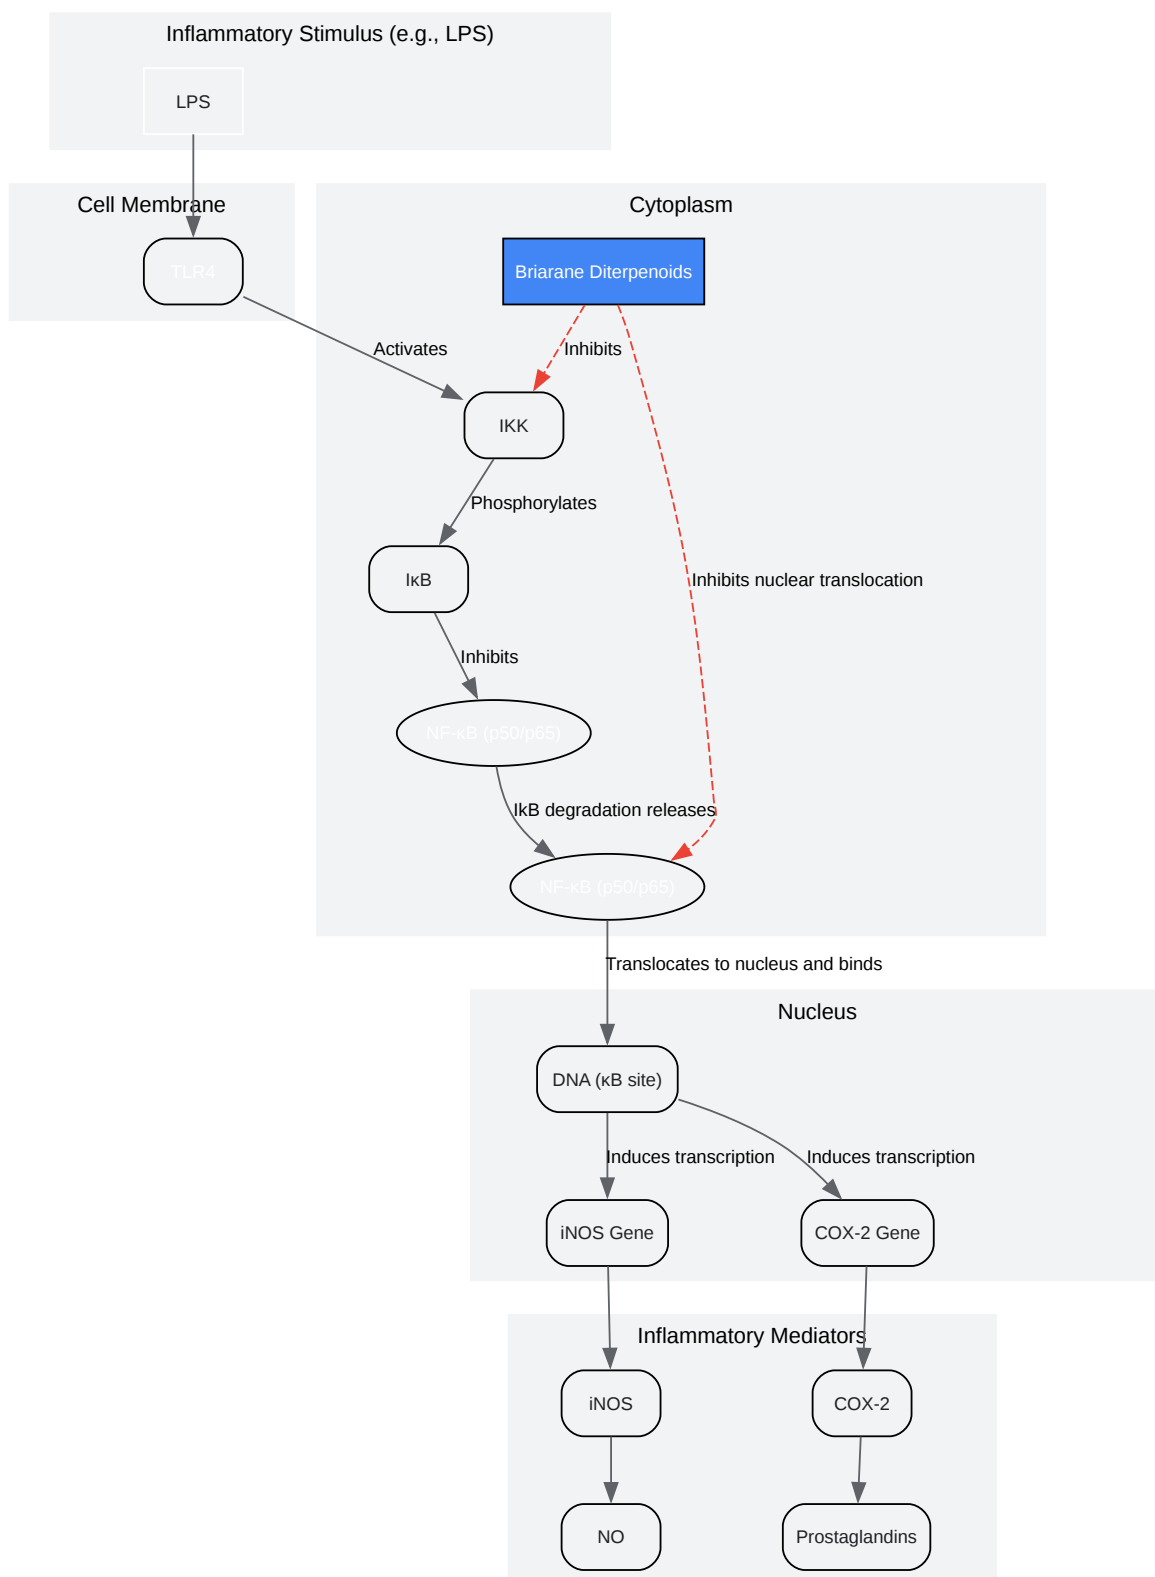 Inflammatory Stimulus (e.g., LPS)
LPS
Cell Membrane
Cytoplasm
TLR4
Briarane Diterpenoids
Activates
Inhibits
IKK
Phosphorylates
IκB
Inhibits nuclear translocation
Inhibits
NF-κB (p50/p65)
IkB degradation releases
NF-κB (p50/p65)
Translocates to nucleus and binds
Nucleus
DNA (κB site)
Induces transcription
Induces transcription
iNOS Gene
COX-2 Gene
Inflammatory Mediators
iNOS
COX-2
NO
Prostaglandins